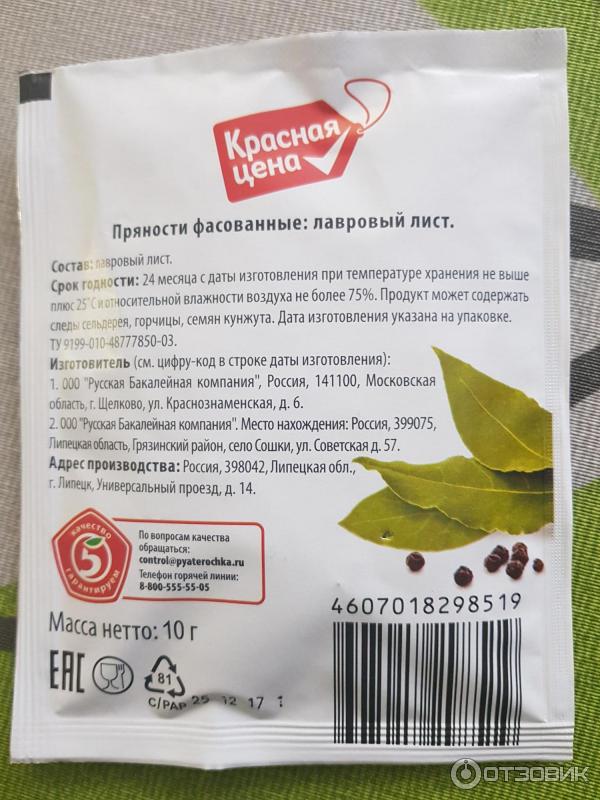 Красная
цена
Пряности фасованные: лавровый лист.
Состав: лавровый лист.
Срок годности: 24 месяца с даты изготовления при температуре хранения не выше
плюс 25°С и относительной влажности воздуха не более 75%. Продукт может содержать
следы сельдерея, горчицы, семян кунжута. Дата изготовления указана на упаковке.
ТУ 9199-010-48777850-03.
Изготовитель (см. цифру-код в строке даты изготовления):
1. ООО "Русская Бакалейная компания", Россия, 141100, Московская
область, г. Щелково, ул. Краснознаменская, д. 6.
2. ООО "Русская Бакалейная компания". Место нахождения: Россия, 399075,
Липецкая область, Грязинский район, село Сошки, ул. Советская д. 57.
Адрес производства: Россия, 398042, Липецкая обл.,
г. Липецк, Универсальный проезд, д. 14.
качество
5
гарантируем
По вопросам качества
обращаться:
control@pyaterochka.ru
Телефон горячей линии:
8-800-555-55-05
4607018298519
Масса нетто: 10 г
EAC
81
C/PAP 25 12 17 1
ОТЗОВИК